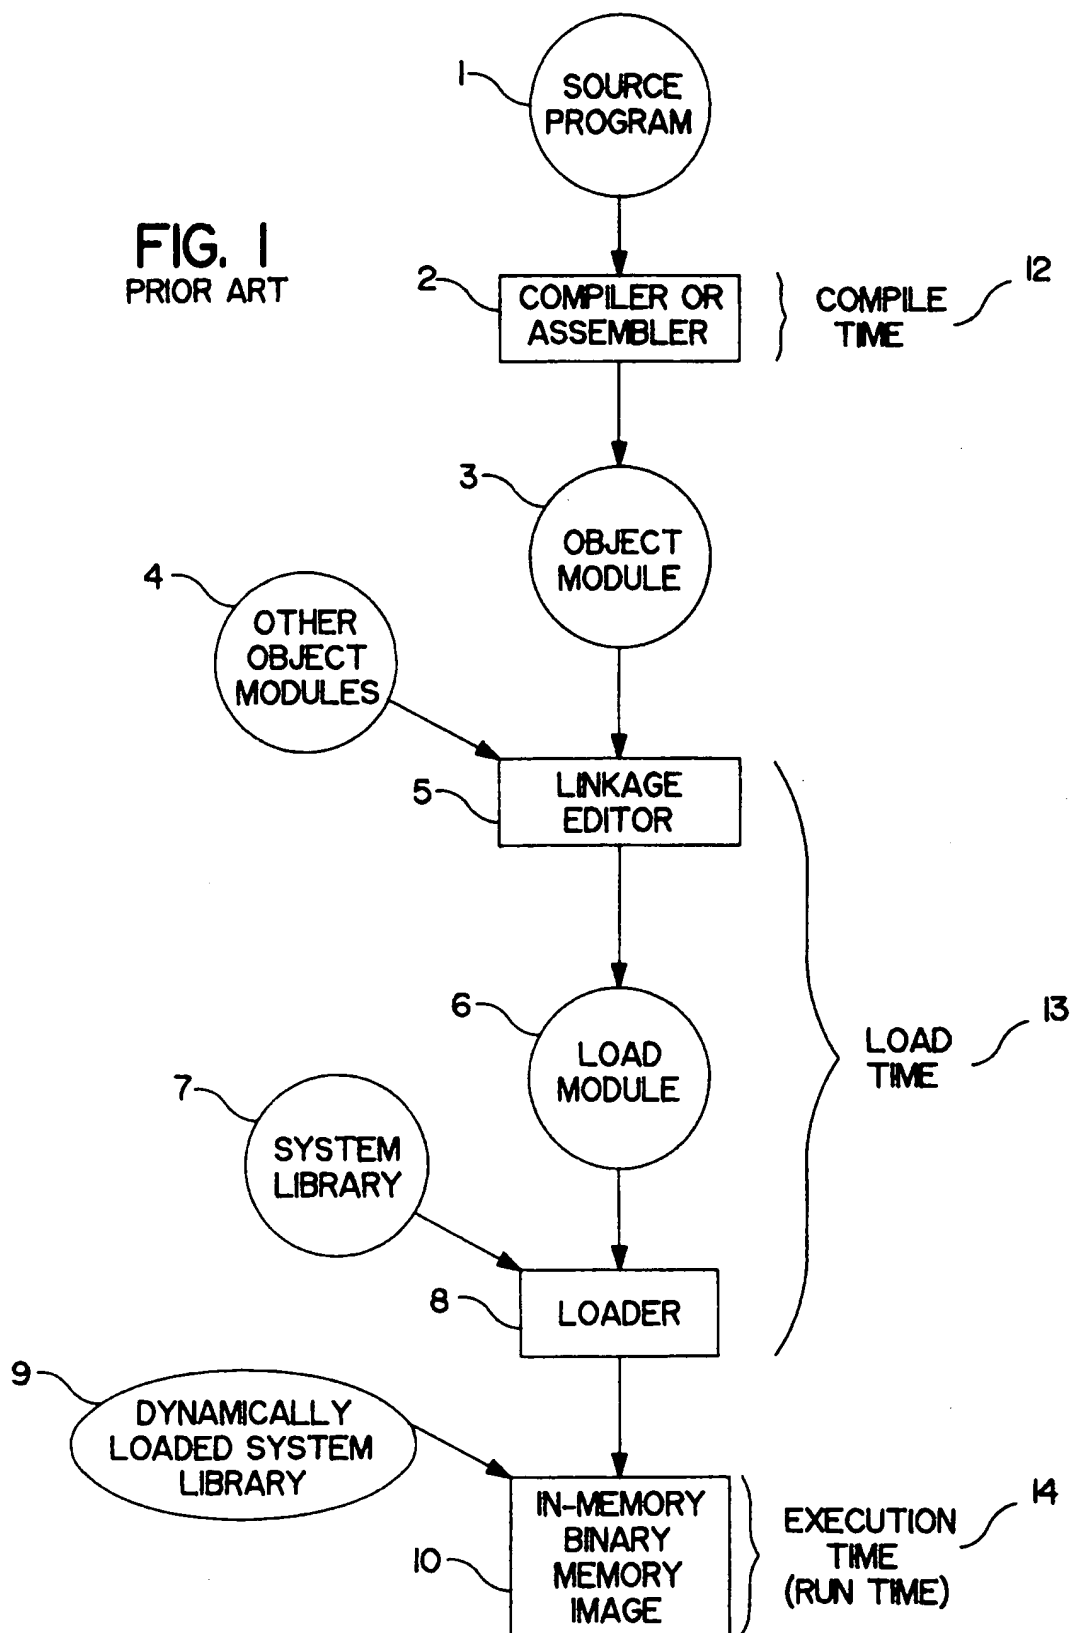 1
SOURCE
PROGRAM
FIG. 1
PRIOR ART
2
COMPILER OR
ASSEMBLER
COMPILE
TIME
12
3
OBJECT
MODULE
4
OTHER
OBJECT
MODULES
5
LINKAGE
EDITOR
6
LOAD
MODULE
LOAD
TIME
13
7
SYSTEM
LIBRARY
8
LOADER
9
DYNAMICALLY
LOADED SYSTEM
LIBRARY
10
IN-MEMORY
BINARY
MEMORY
IMAGE
EXECUTION
TIME
(RUN TIME)
14